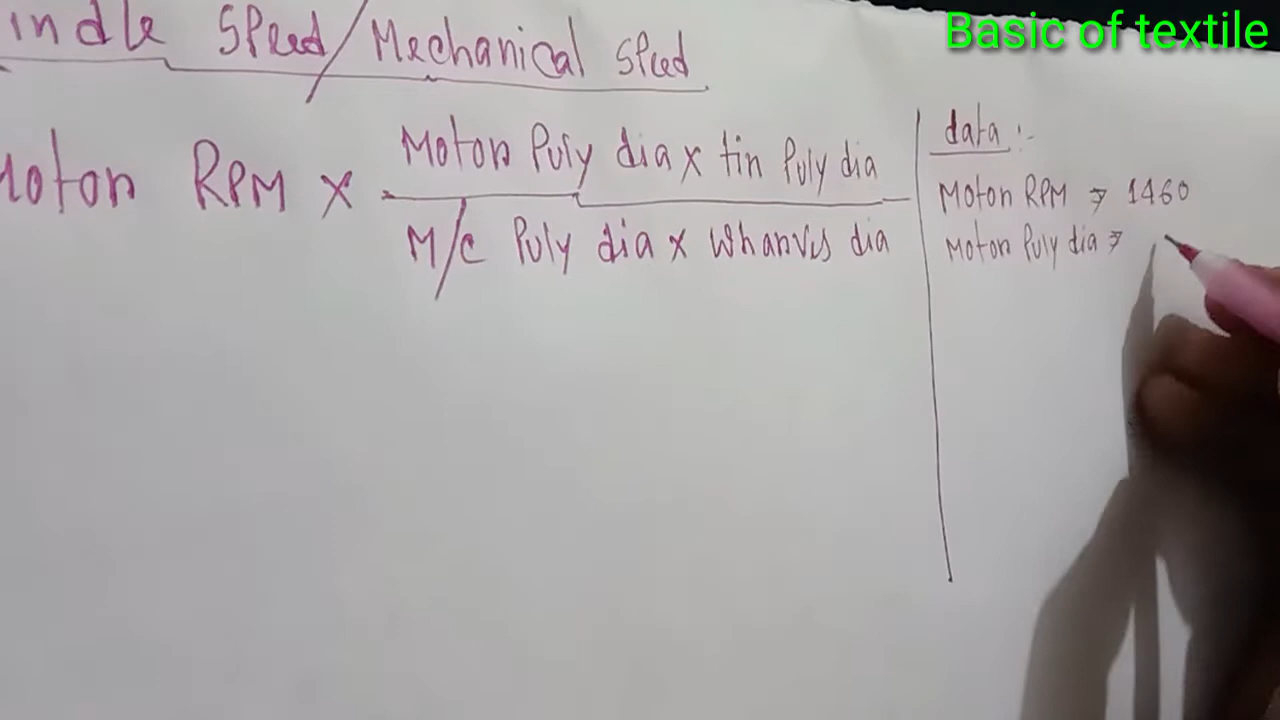 Basic of textile
indle Speed/Mechanical Speed
Moton RPM x Moton Puly dia x tin Puly dia
M/c Puly dia x Wharves dia
data :-
Moton RPM ⇒ 1460
Moton Puly dia ⇒